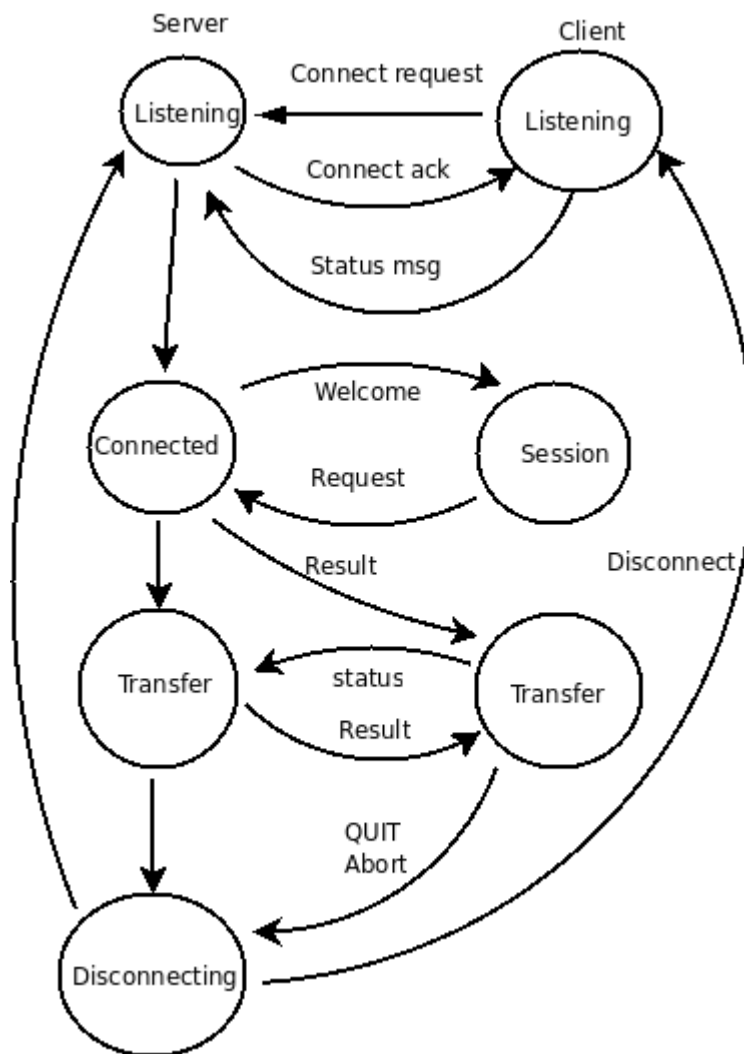 Server
Client
Connect request
Listening
Listening
Connect ack
Status msg
Welcome
Connected
Session
Request
Result
Disconnect
Transfer
status
Transfer
Result
QUIT
Abort
Disconnecting